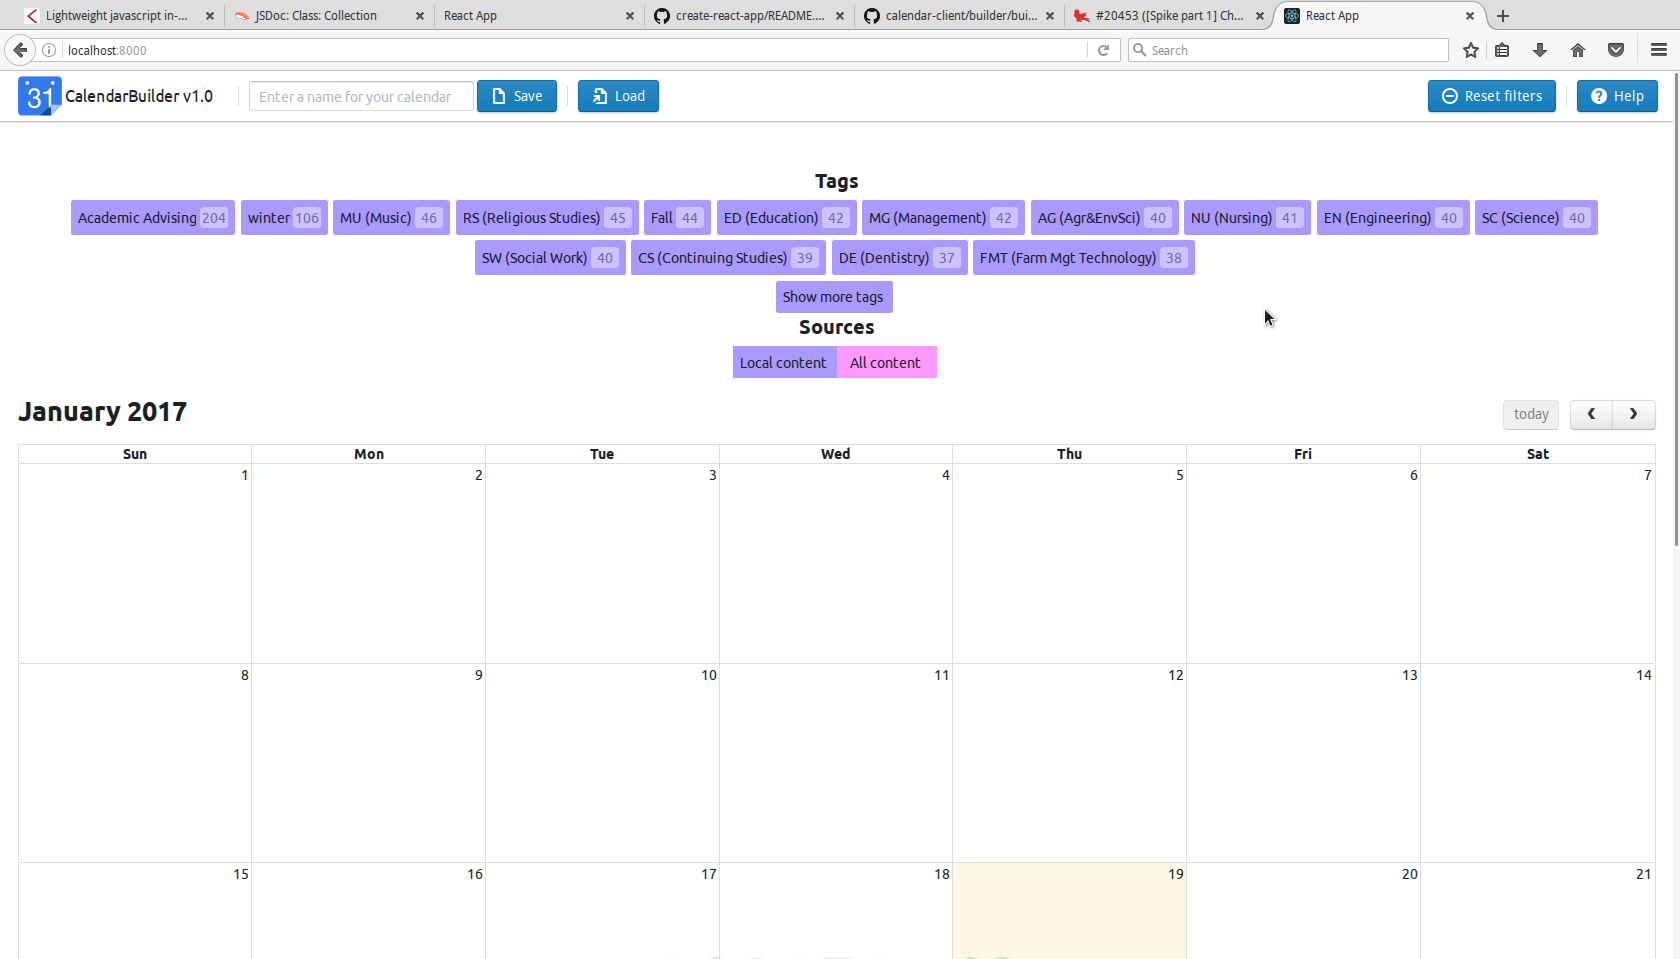 Lightweight javascript in-...
JSDoc: Class: Collection
React App
create-react-app/README....
calendar-client/builder/bui...
#20453 ([Spike part 1] Ch...
React App
localhost:8000
Search
31 CalendarBuilder v1.0
Enter a name for your calendar
Save
Load
Reset filters
Help
Tags
Academic Advising 204 winter 106 MU (Music) 46 RS (Religious Studies) 45 Fall 44 ED (Education) 42 MG (Management) 42 AG (Agr&EnvSci) 40 NU (Nursing) 41 EN (Engineering) 40 SC (Science) 40
SW (Social Work) 40 CS (Continuing Studies) 39 DE (Dentistry) 37 FMT (Farm Mgt Technology) 38
Show more tags
Sources
Local content All content
January 2017
today
Sun Mon Tue Wed Thu Fri Sat
1 2 3 4 5 6 7
8 9 10 11 12 13 14
15 16 17 18 19 20 21